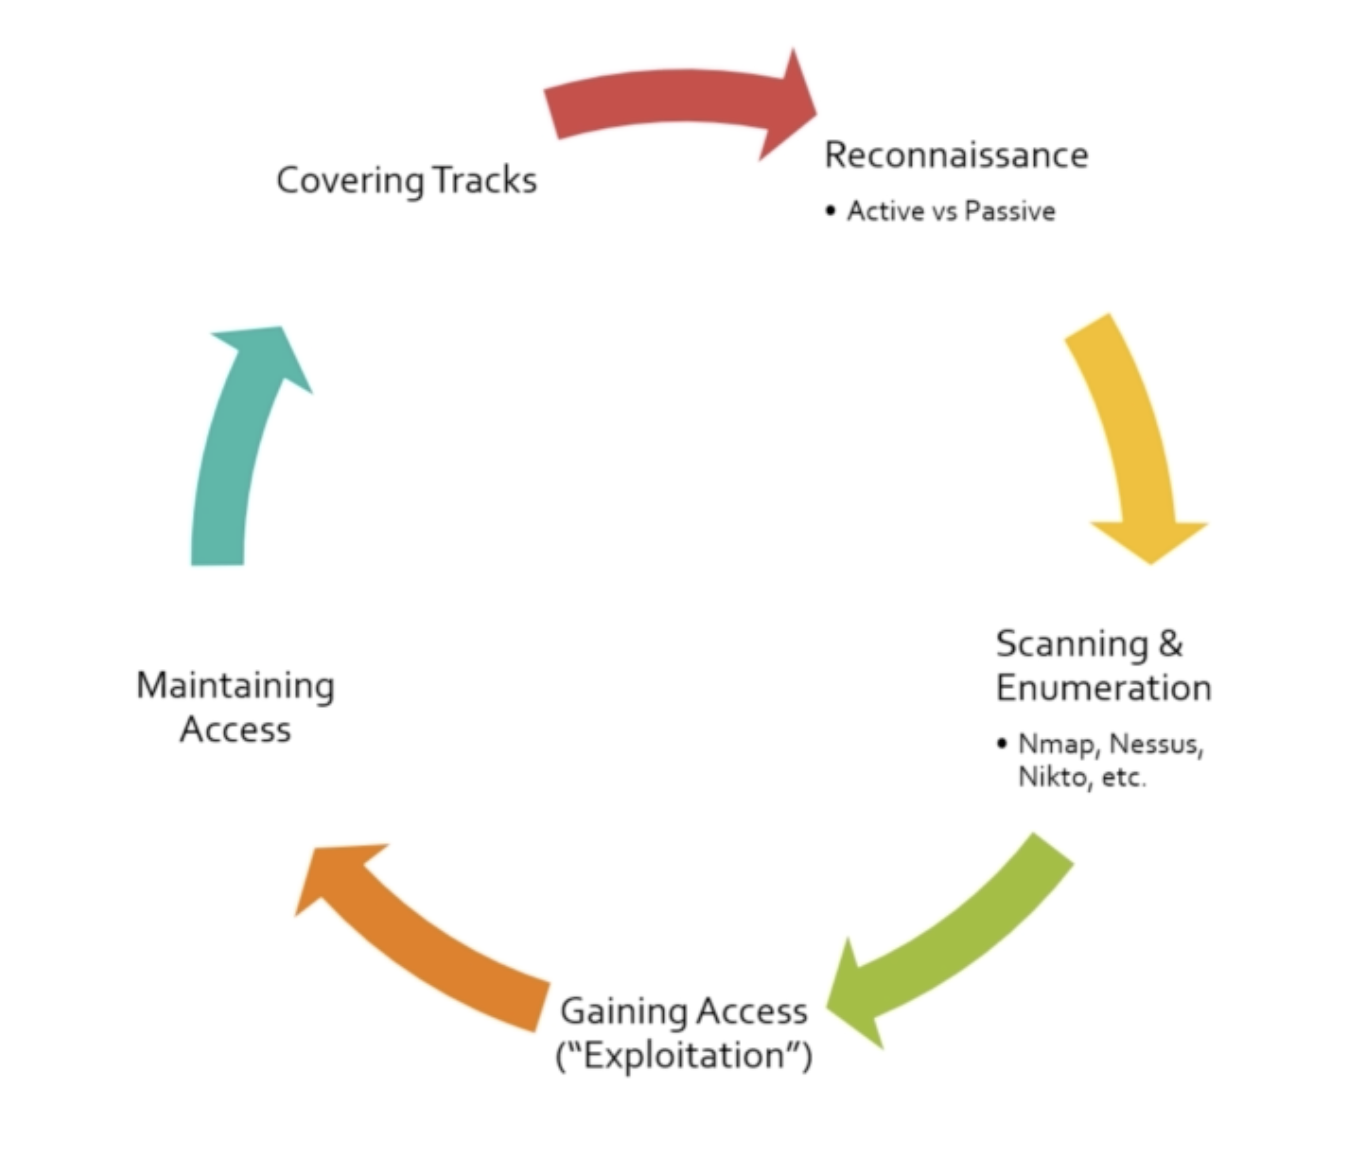 Covering Tracks
Reconnaissance
• Active vs Passive
Scanning &
Enumeration
• Nmap, Nessus,
Nikto, etc.
Gaining Access
(“Exploitation”)
Maintaining
Access